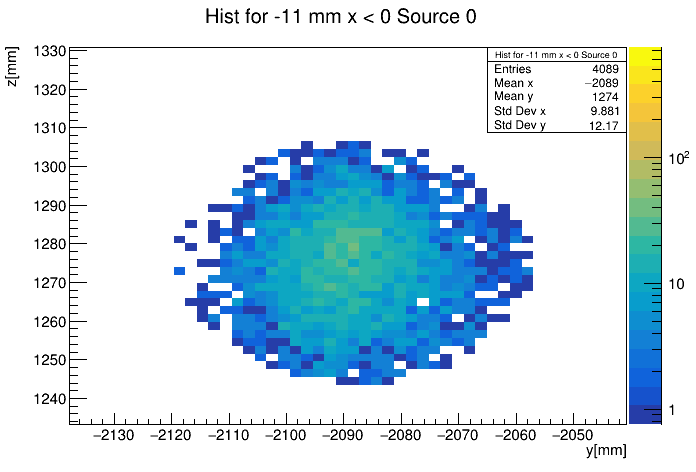 Hist for -11 mm x < 0 Source 0
z[mm]
1330
1320
1310
1300
1290
1280
1270
1260
1250
1240
Hist for -11 mm x < 0 Source 0
Entries 4089
Mean x −2089
Mean y 1274
Std Dev x 9.881
Std Dev y 12.17
10²
10
1
−2130 −2120 −2110 −2100 −2090 −2080 −2070 −2060 −2050
y[mm]